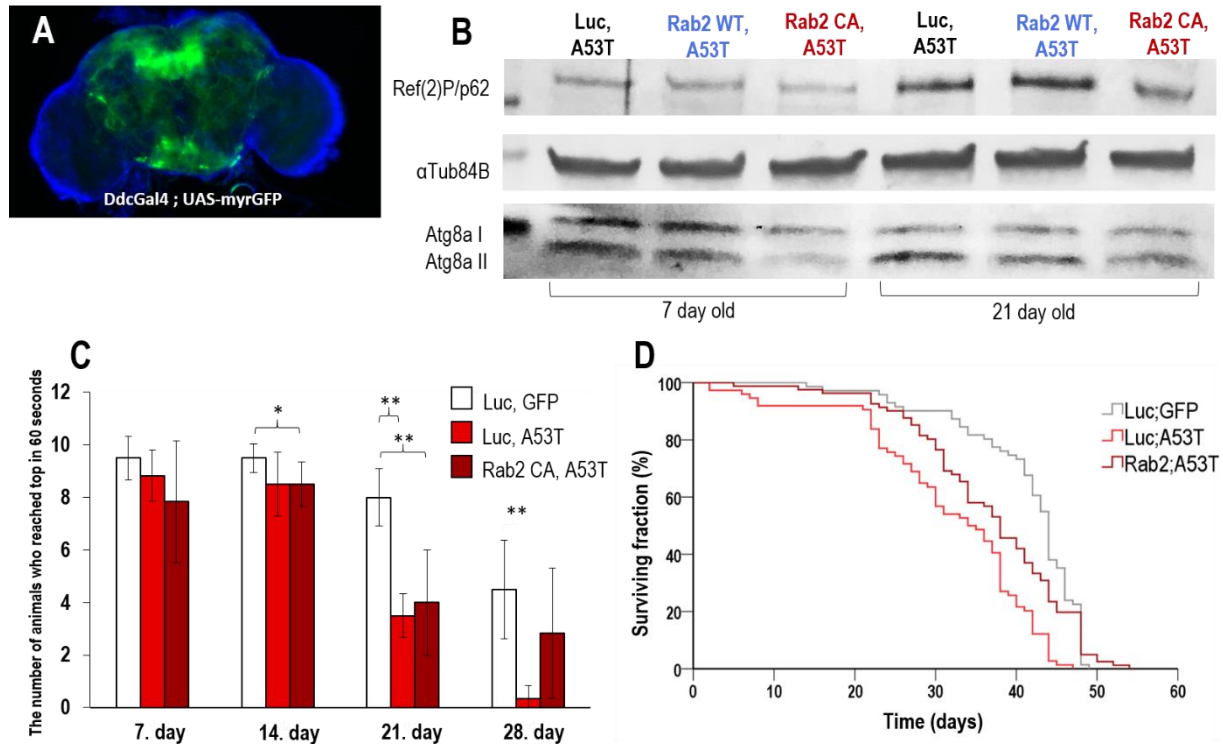 A
DdcGal4 ; UAS-myrGFP
B
Luc,
A53T
Rab2 WT,
A53T
Rab2 CA,
A53T
Luc,
A53T
Rab2 WT,
A53T
Rab2 CA,
A53T
Ref(2)P/p62
αTub84B
Atg8a I
Atg8a II
7 day old
21 day old
C
The number of animals who reached top in 60 seconds
12
10
8
6
4
2
0
*
**
**
**
Luc, GFP
Luc, A53T
Rab2 CA, A53T
7. day
14. day
21. day
28. day
D
Surviving fraction (%)
100
80
60
40
20
0
Luc;GFP
Luc;A53T
Rab2;A53T
0
10
20
30
40
50
60
Time (days)